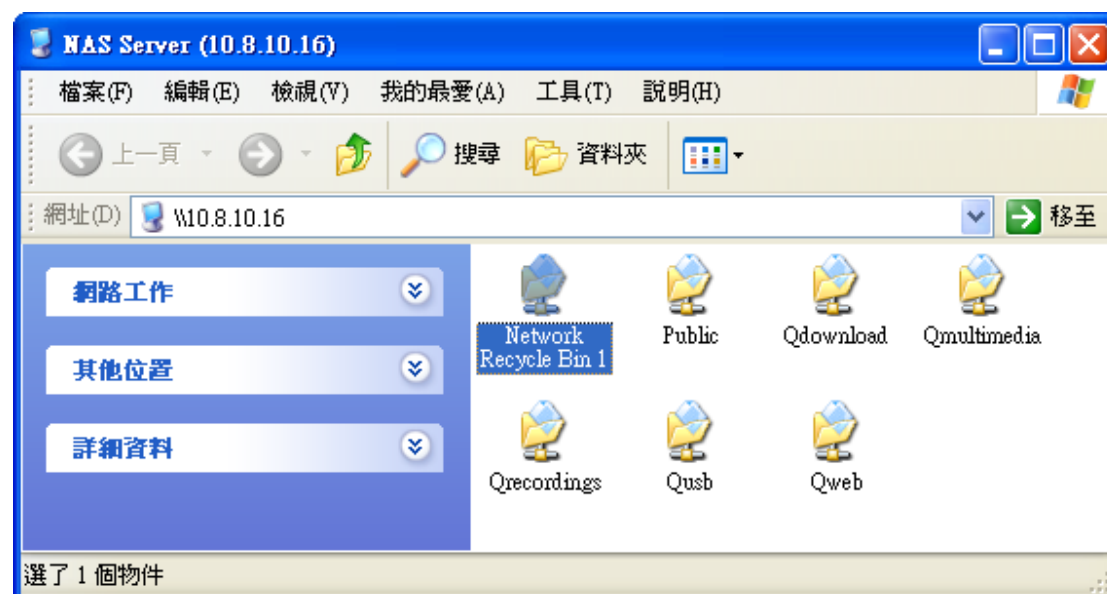 NAS Server (10.8.10.16)
檔案(F) 編輯(E) 檢視(V) 我的最愛(A) 工具(T) 說明(H)
上一頁 搜尋 資料夾
網址(D) \\10.8.10.16 移至
網路工作
其他位置
詳細資料
Network
Recycle Bin 1
Public
Qdownload
Qmultimedia
Qrecordings
Qusb
Qweb
選了 1 個物件